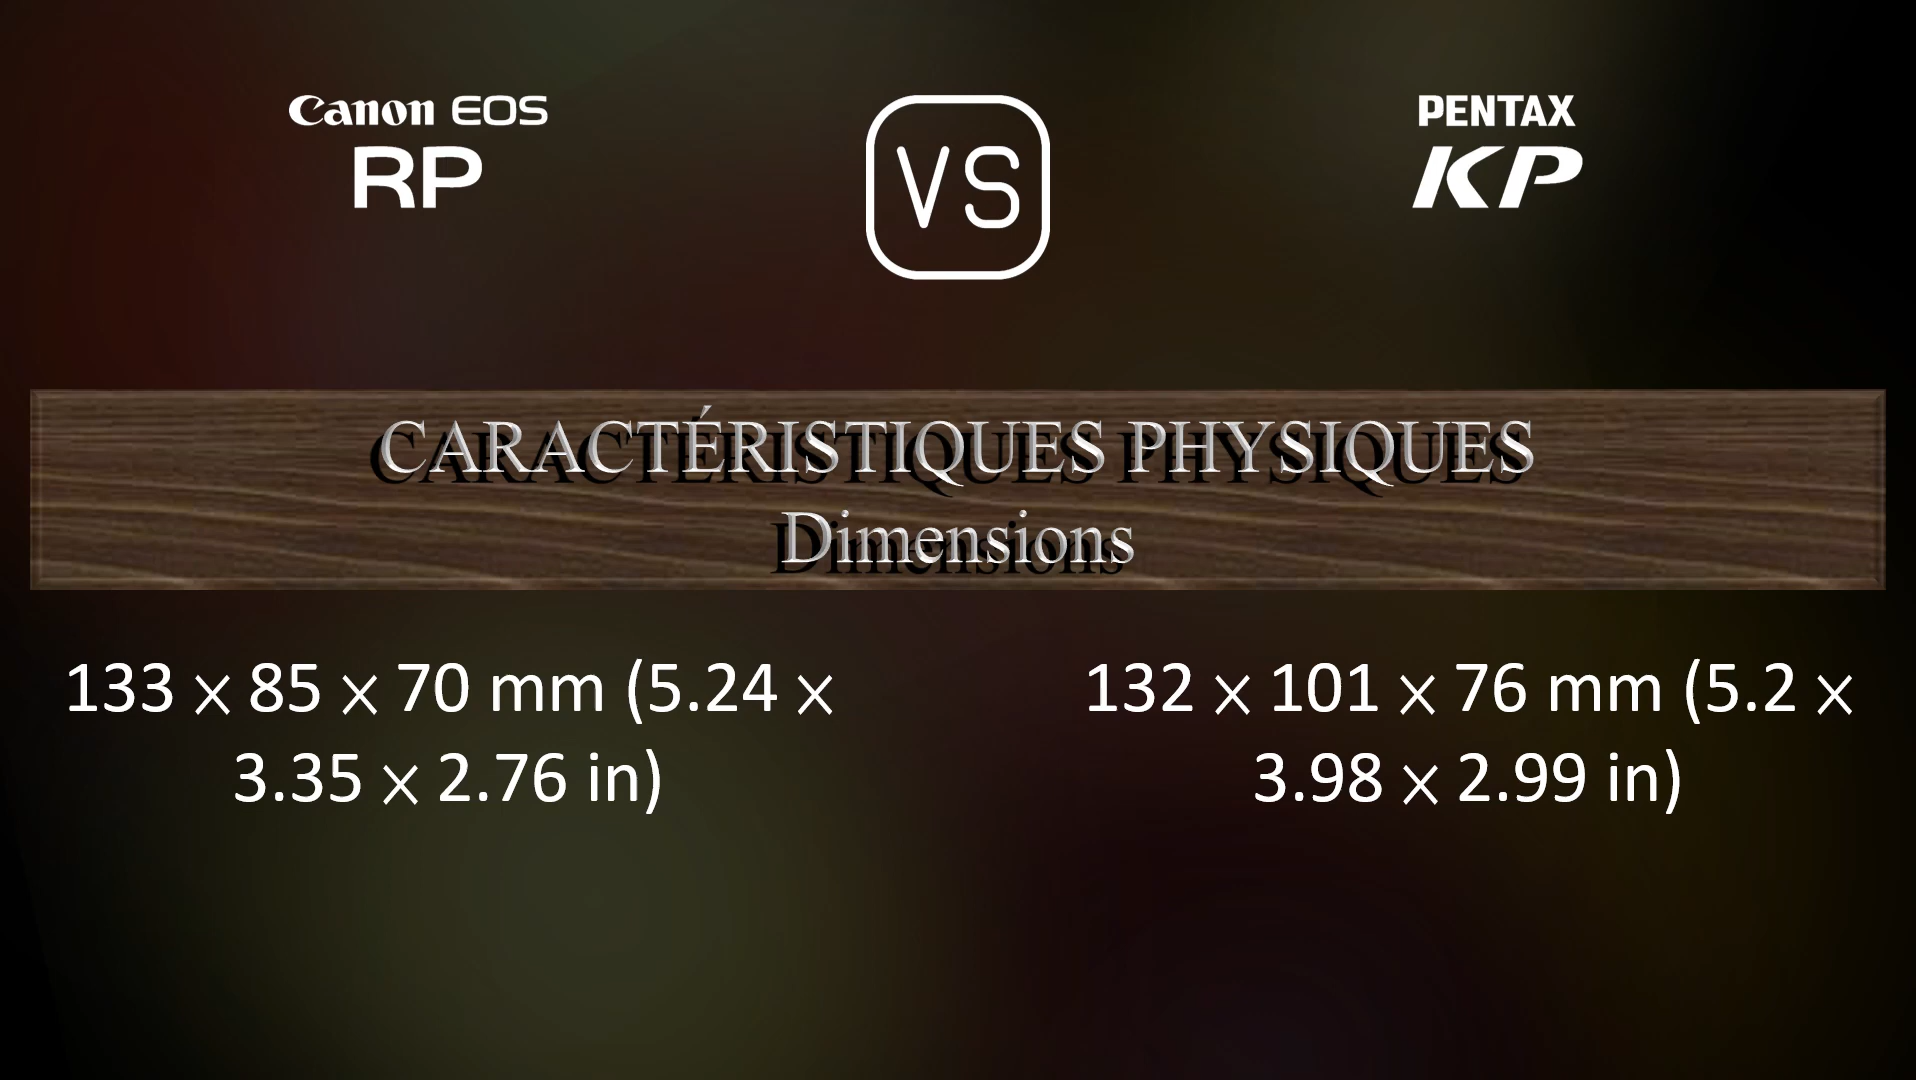 Canon EOS
RP
VS
PENTAX
KP
CARACTÉRISTIQUES PHYSIQUES
Dimensions
133 x 85 x 70 mm (5.24 x
3.35 x 2.76 in)
132 x 101 x 76 mm (5.2 x
3.98 x 2.99 in)